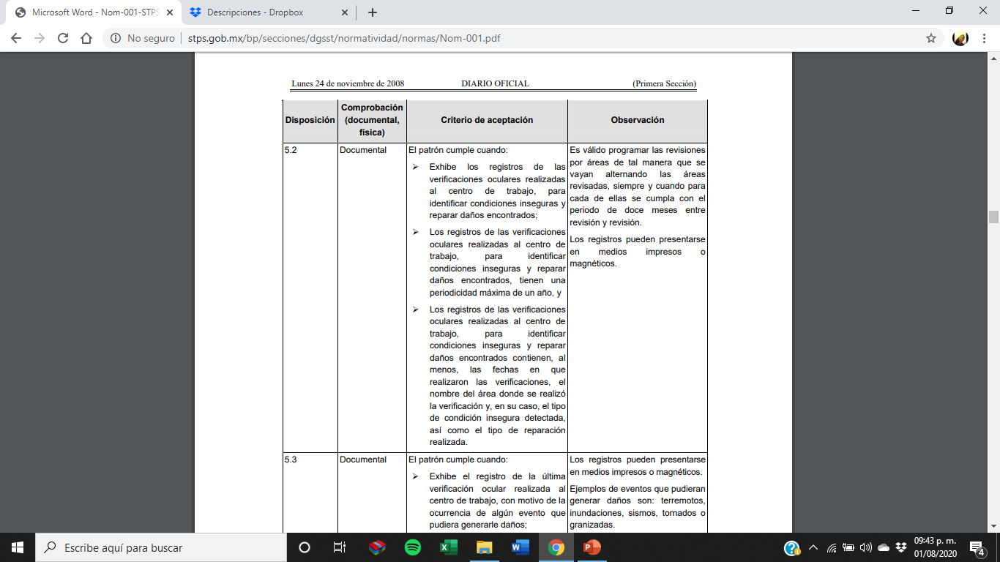 Microsoft Word - Nom-001-STPS
Descripciones - Dropbox
No seguro
stps.gob.mx/bp/secciones/dgsst/normatividad/normas/Nom-001.pdf
Lunes 24 de noviembre de 2008 DIARIO OFICIAL (Primera Sección)
Disposición
Comprobación
(documental,
física)
Criterio de aceptación
Observación
5.2
Documental
El patrón cumple cuando:
Exhibe los registros de las
verificaciones oculares realizadas
al centro de trabajo, para
identificar condiciones inseguras y
reparar daños encontrados;
Los registros de las verificaciones
oculares realizadas al centro de
trabajo, para identificar
condiciones inseguras y reparar
daños encontrados, tienen una
periodicidad máxima de un año, y
Los registros de las verificaciones
oculares realizadas al centro de
trabajo, para identificar
condiciones inseguras y reparar
daños encontrados contienen, al
menos, las fechas en que
realizaron las verificaciones, el
nombre del área donde se realizó
la verificación y, en su caso, el tipo
de condición insegura detectada,
así como el tipo de reparación
realizada.
Es válido programar las revisiones
por áreas de tal manera que se
vayan alternando las áreas
revisadas, siempre y cuando para
cada de ellas se cumpla con el
periodo de doce meses entre
revisión y revisión.
Los registros pueden presentarse
en medios impresos o
magnéticos.
5.3
Documental
El patrón cumple cuando:
Exhibe el registro de la última
verificación ocular realizada al
centro de trabajo, con motivo de la
ocurrencia de algún evento que
pudiera generarle daños;
Los registros pueden presentarse
en medios impresos o magnéticos.
Ejemplos de eventos que pudieran
generar daños son: terremotos,
inundaciones, sismos, tornados o
granizadas.
Escribe aquí para buscar
09:43 p. m.
01/08/2020
4